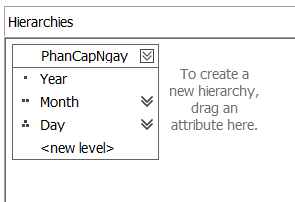 Hierarchies
PhanCapNgay
Year
Month
Day
<new level>
To create a
new hierarchy,
drag an
attribute here.